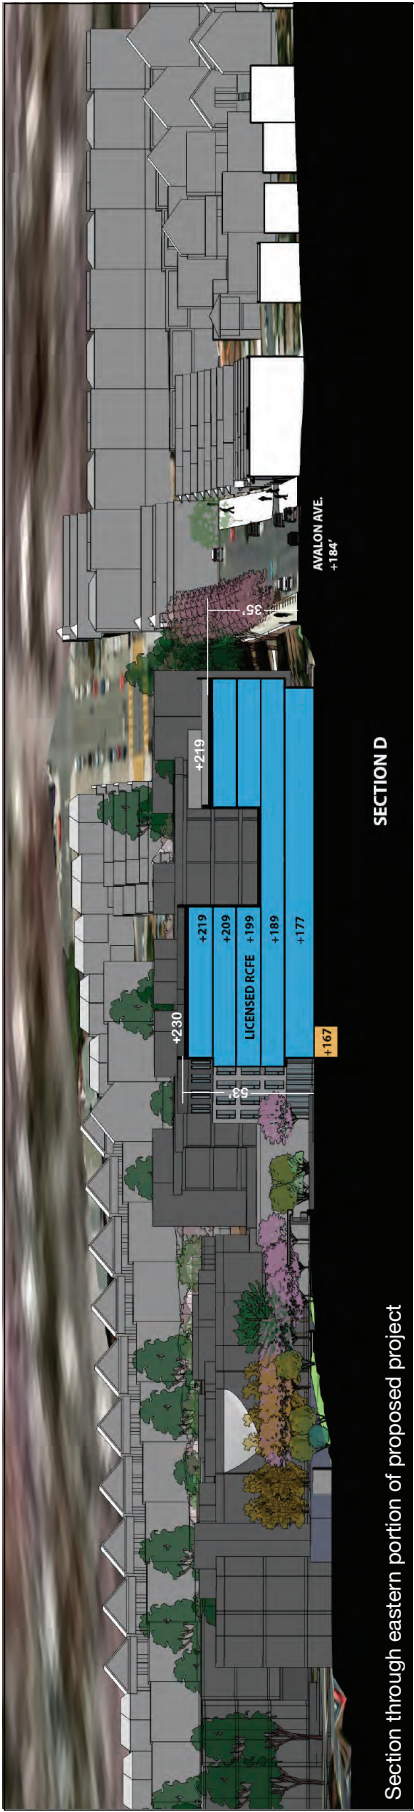 +230
+219
53'
35'
+219
+209
LICENSED RCFE +199
+189
+177
+167
AVALON AVE.
+184'
SECTION D
Section through eastern portion of proposed project